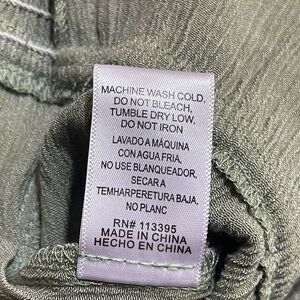 MACHINE WASH COLD,
DO NOT BLEACH,
TUMBLE DRY LOW,
DO NOT IRON
LAVADO A MÁQUINA
CON AGUA FRIA,
NO USE BLANQUEADOR,
SECAR A
TEMHARPERETURA BAJA,
NO PLANC
RN# 113395
MADE IN CHINA
HECHO EN CHINA